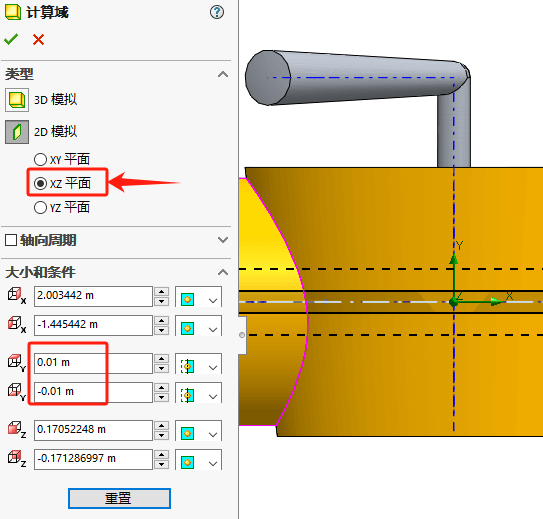 计算域
类型
3D 模拟
2D 模拟
XY 平面
XZ 平面
YZ 平面
轴向周期
大小和条件
X 2.003442 m
X -1.445442 m
Y 0.01 m
Y -0.01 m
Z 0.17052248 m
Z -0.171286997 m
重置
Y
Z X